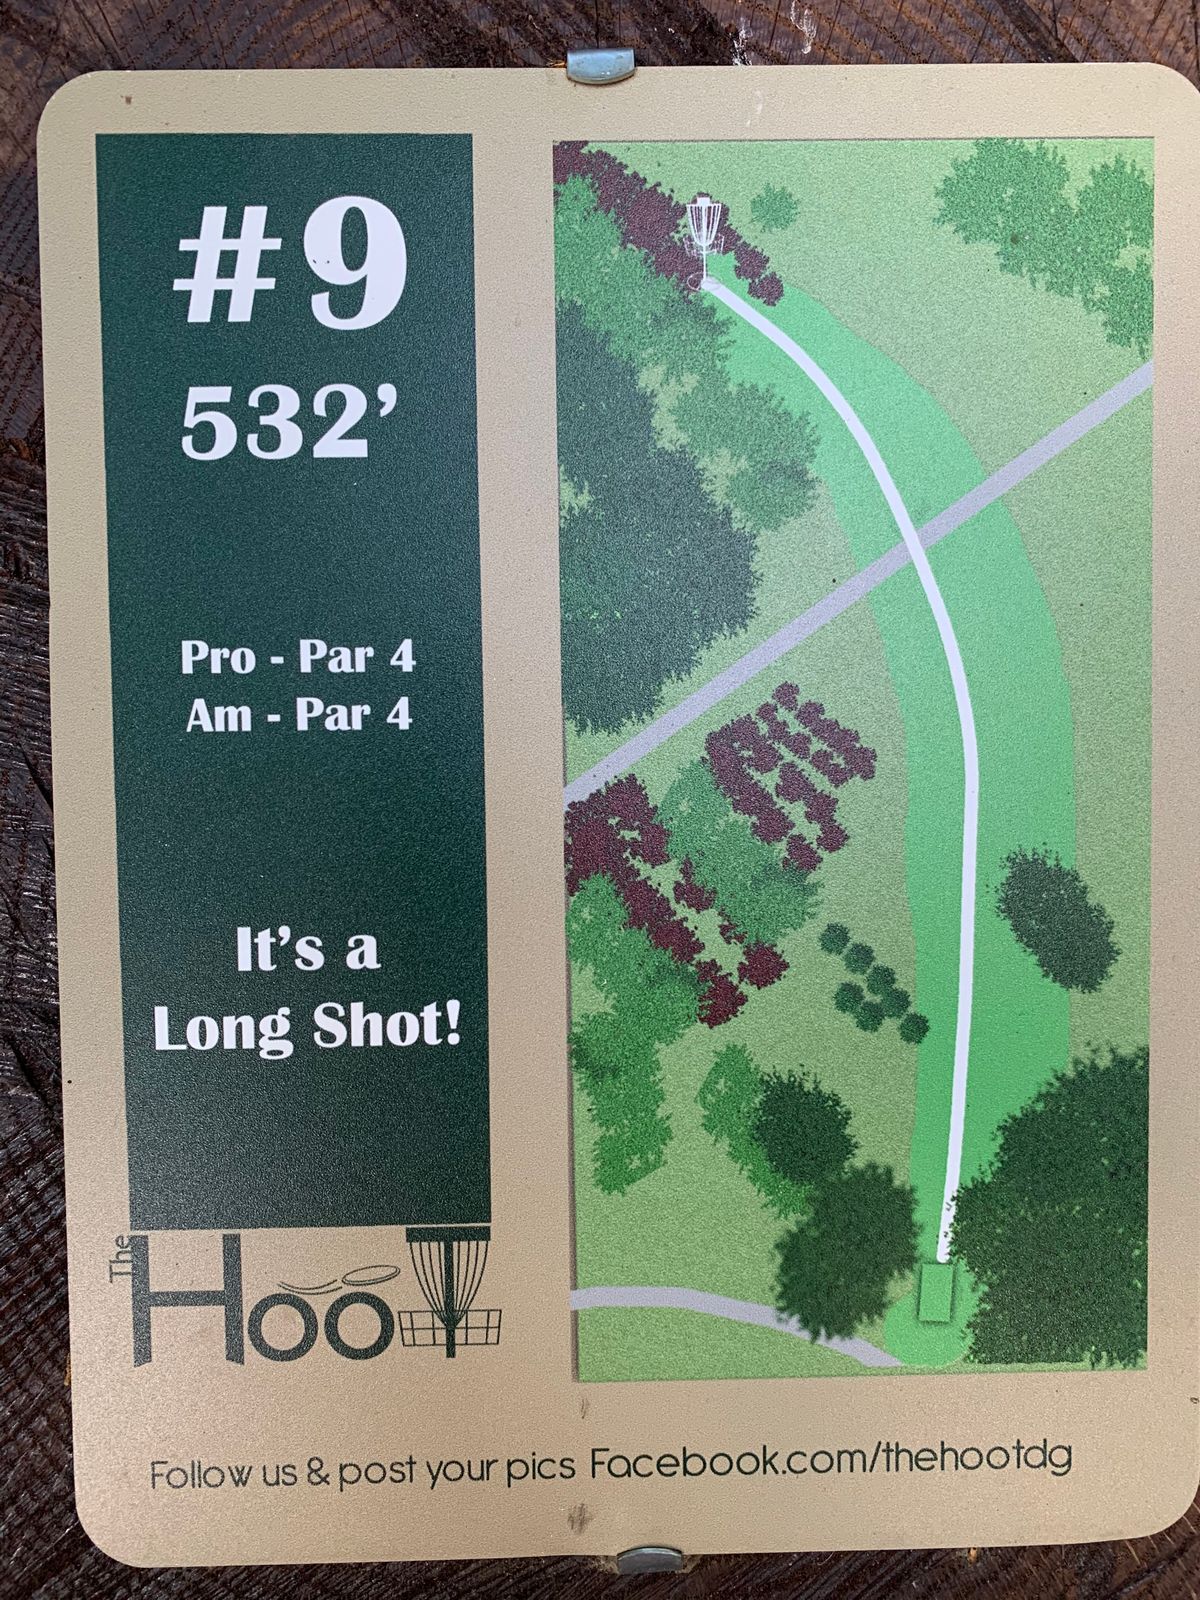 #9
532’
Pro - Par 4
Am - Par 4
It’s a
Long Shot!
The Hoot
Follow us & post your pics Facebook.com/thehootdg